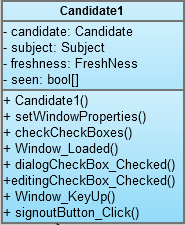 Candidate1
- candidate: Candidate
- subject: Subject
- freshness: FreshNess
- seen: bool[]
+ Candidate1()
+ setWindowProperties()
+ checkCheckBoxes()
+ Window_Loaded()
+ dialogCheckBox_Checked()
+editingCheckBox_Checked()
+ Window_KeyUp()
+ signoutButton_Click()